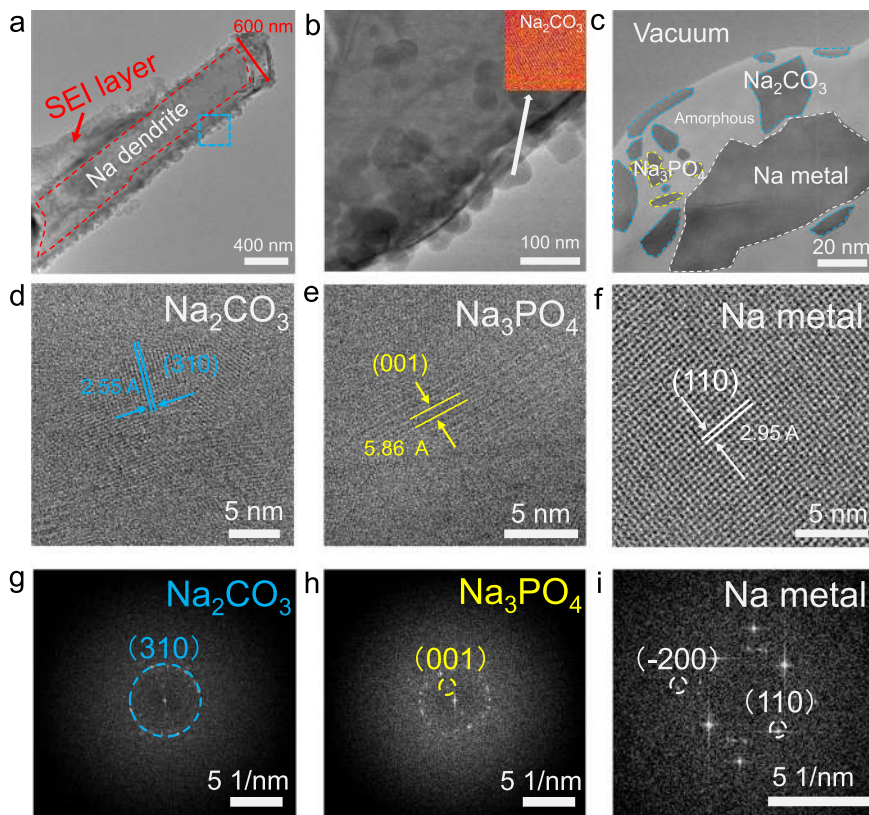 a
600 nm
SEI layer
Na dendrite
400 nm
b
Na₂CO₃
100 nm
c
Vacuum
Na₂CO₃
Amorphous
Na₃PO₄
Na metal
20 nm
d
Na₂CO₃
(310)
2.55 A
5 nm
e
Na₃PO₄
(001)
5.86 A
5 nm
f
Na metal
(110)
2.95 A
5 nm
g
Na₂CO₃
(310)
5 1/nm
h
Na₃PO₄
(001)
5 1/nm
i
Na metal
(-200)
(110)
5 1/nm